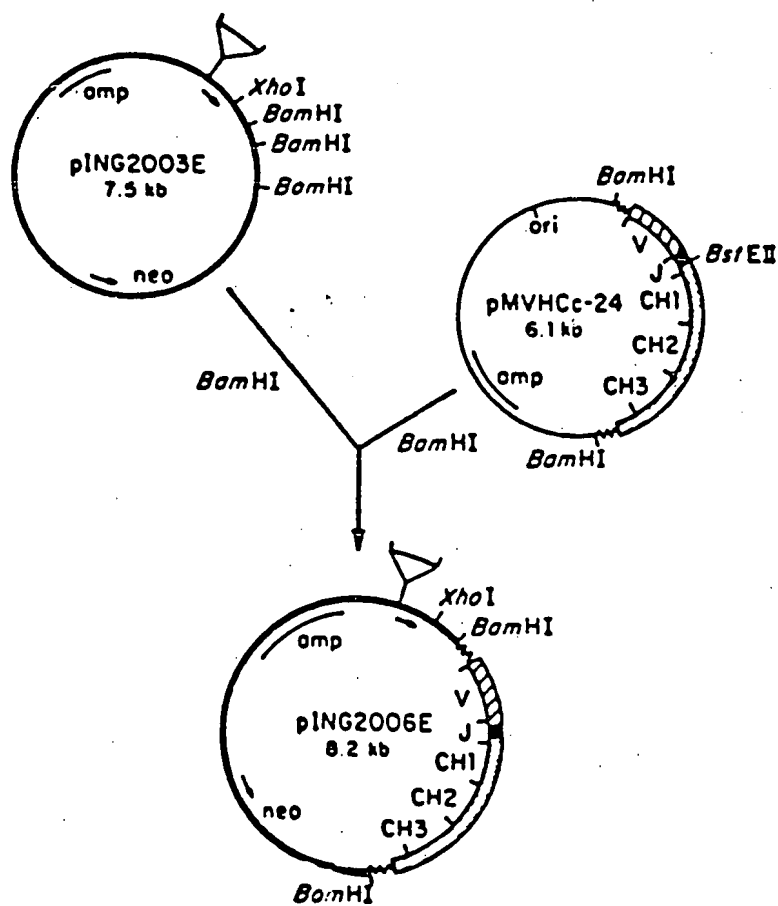 amp
XhoI
BamHI
BamHI
BamHI
pING2003E
7.5 kb
neo
BamHI
ori
V
J
BstEII
CH1
pMVHCc-24
6.1 kb
CH2
CH3
amp
BamHI
BamHI
BamHI
XhoI
BamHI
amp
V
pING2006E
8.2 kb
J
CH1
CH2
CH3
neo
BamHI